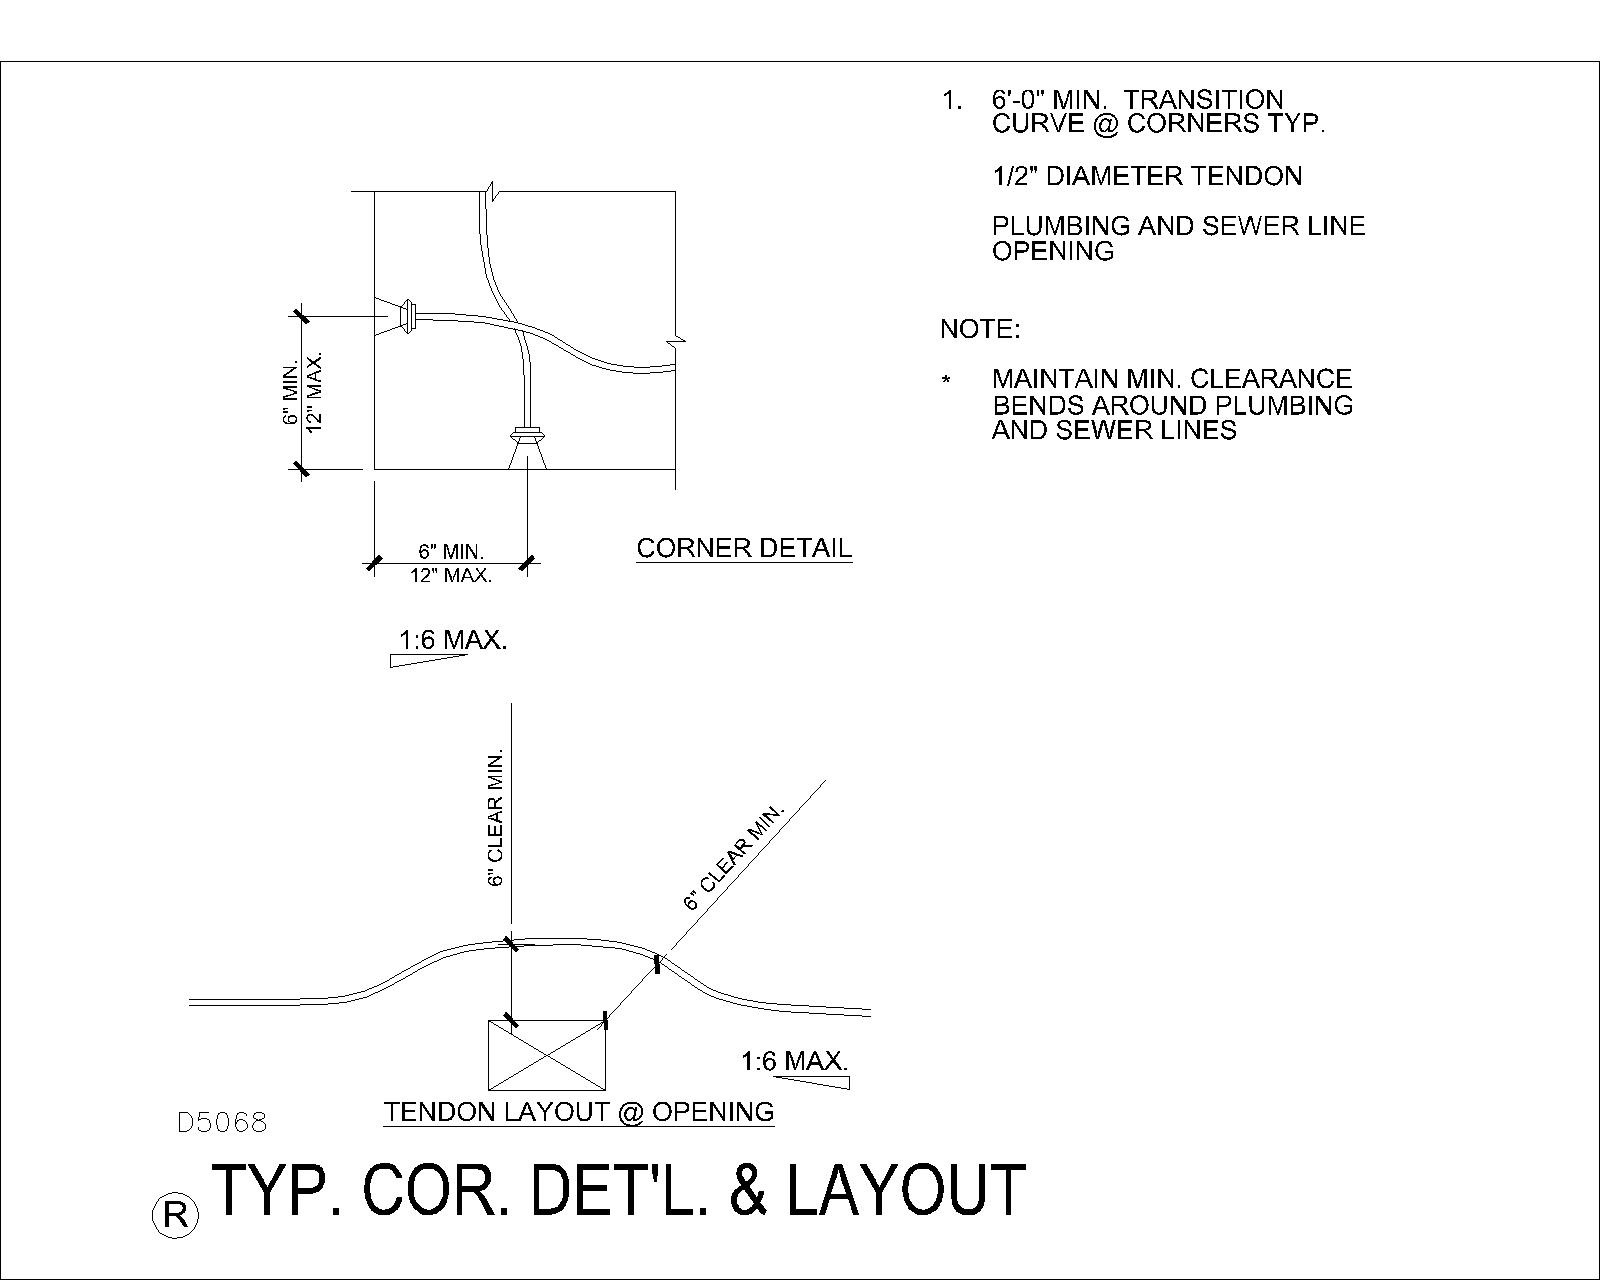 1. 6'-0" MIN. TRANSITION
CURVE @ CORNERS TYP.
1/2" DIAMETER TENDON
PLUMBING AND SEWER LINE
OPENING
NOTE:
* MAINTAIN MIN. CLEARANCE
BENDS AROUND PLUMBING
AND SEWER LINES
6" MIN.
12" MAX.
6" MIN.
12" MAX.
CORNER DETAIL
1:6 MAX.
6" CLEAR MIN.
6" CLEAR MIN.
1:6 MAX.
TENDON LAYOUT @ OPENING
D5068
R TYP. COR. DET'L. & LAYOUT